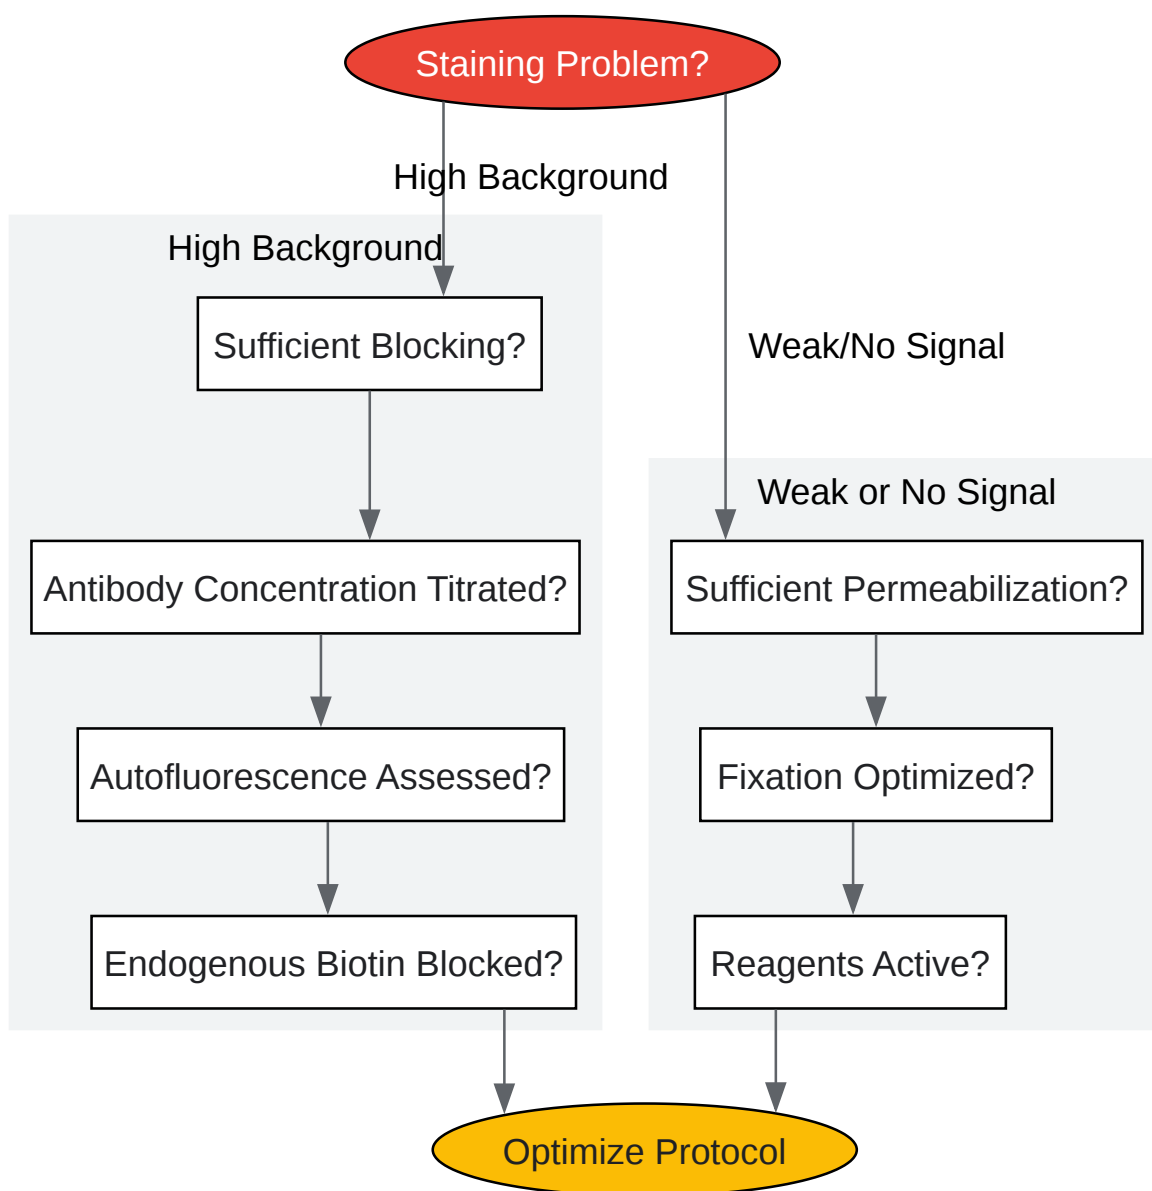 Staining Problem?
High Background
High Background
Sufficient Blocking?
Weak/No Signal
Weak or No Signal
Antibody Concentration Titrated?
Sufficient Permeabilization?
Autofluorescence Assessed?
Fixation Optimized?
Endogenous Biotin Blocked?
Reagents Active?
Optimize Protocol